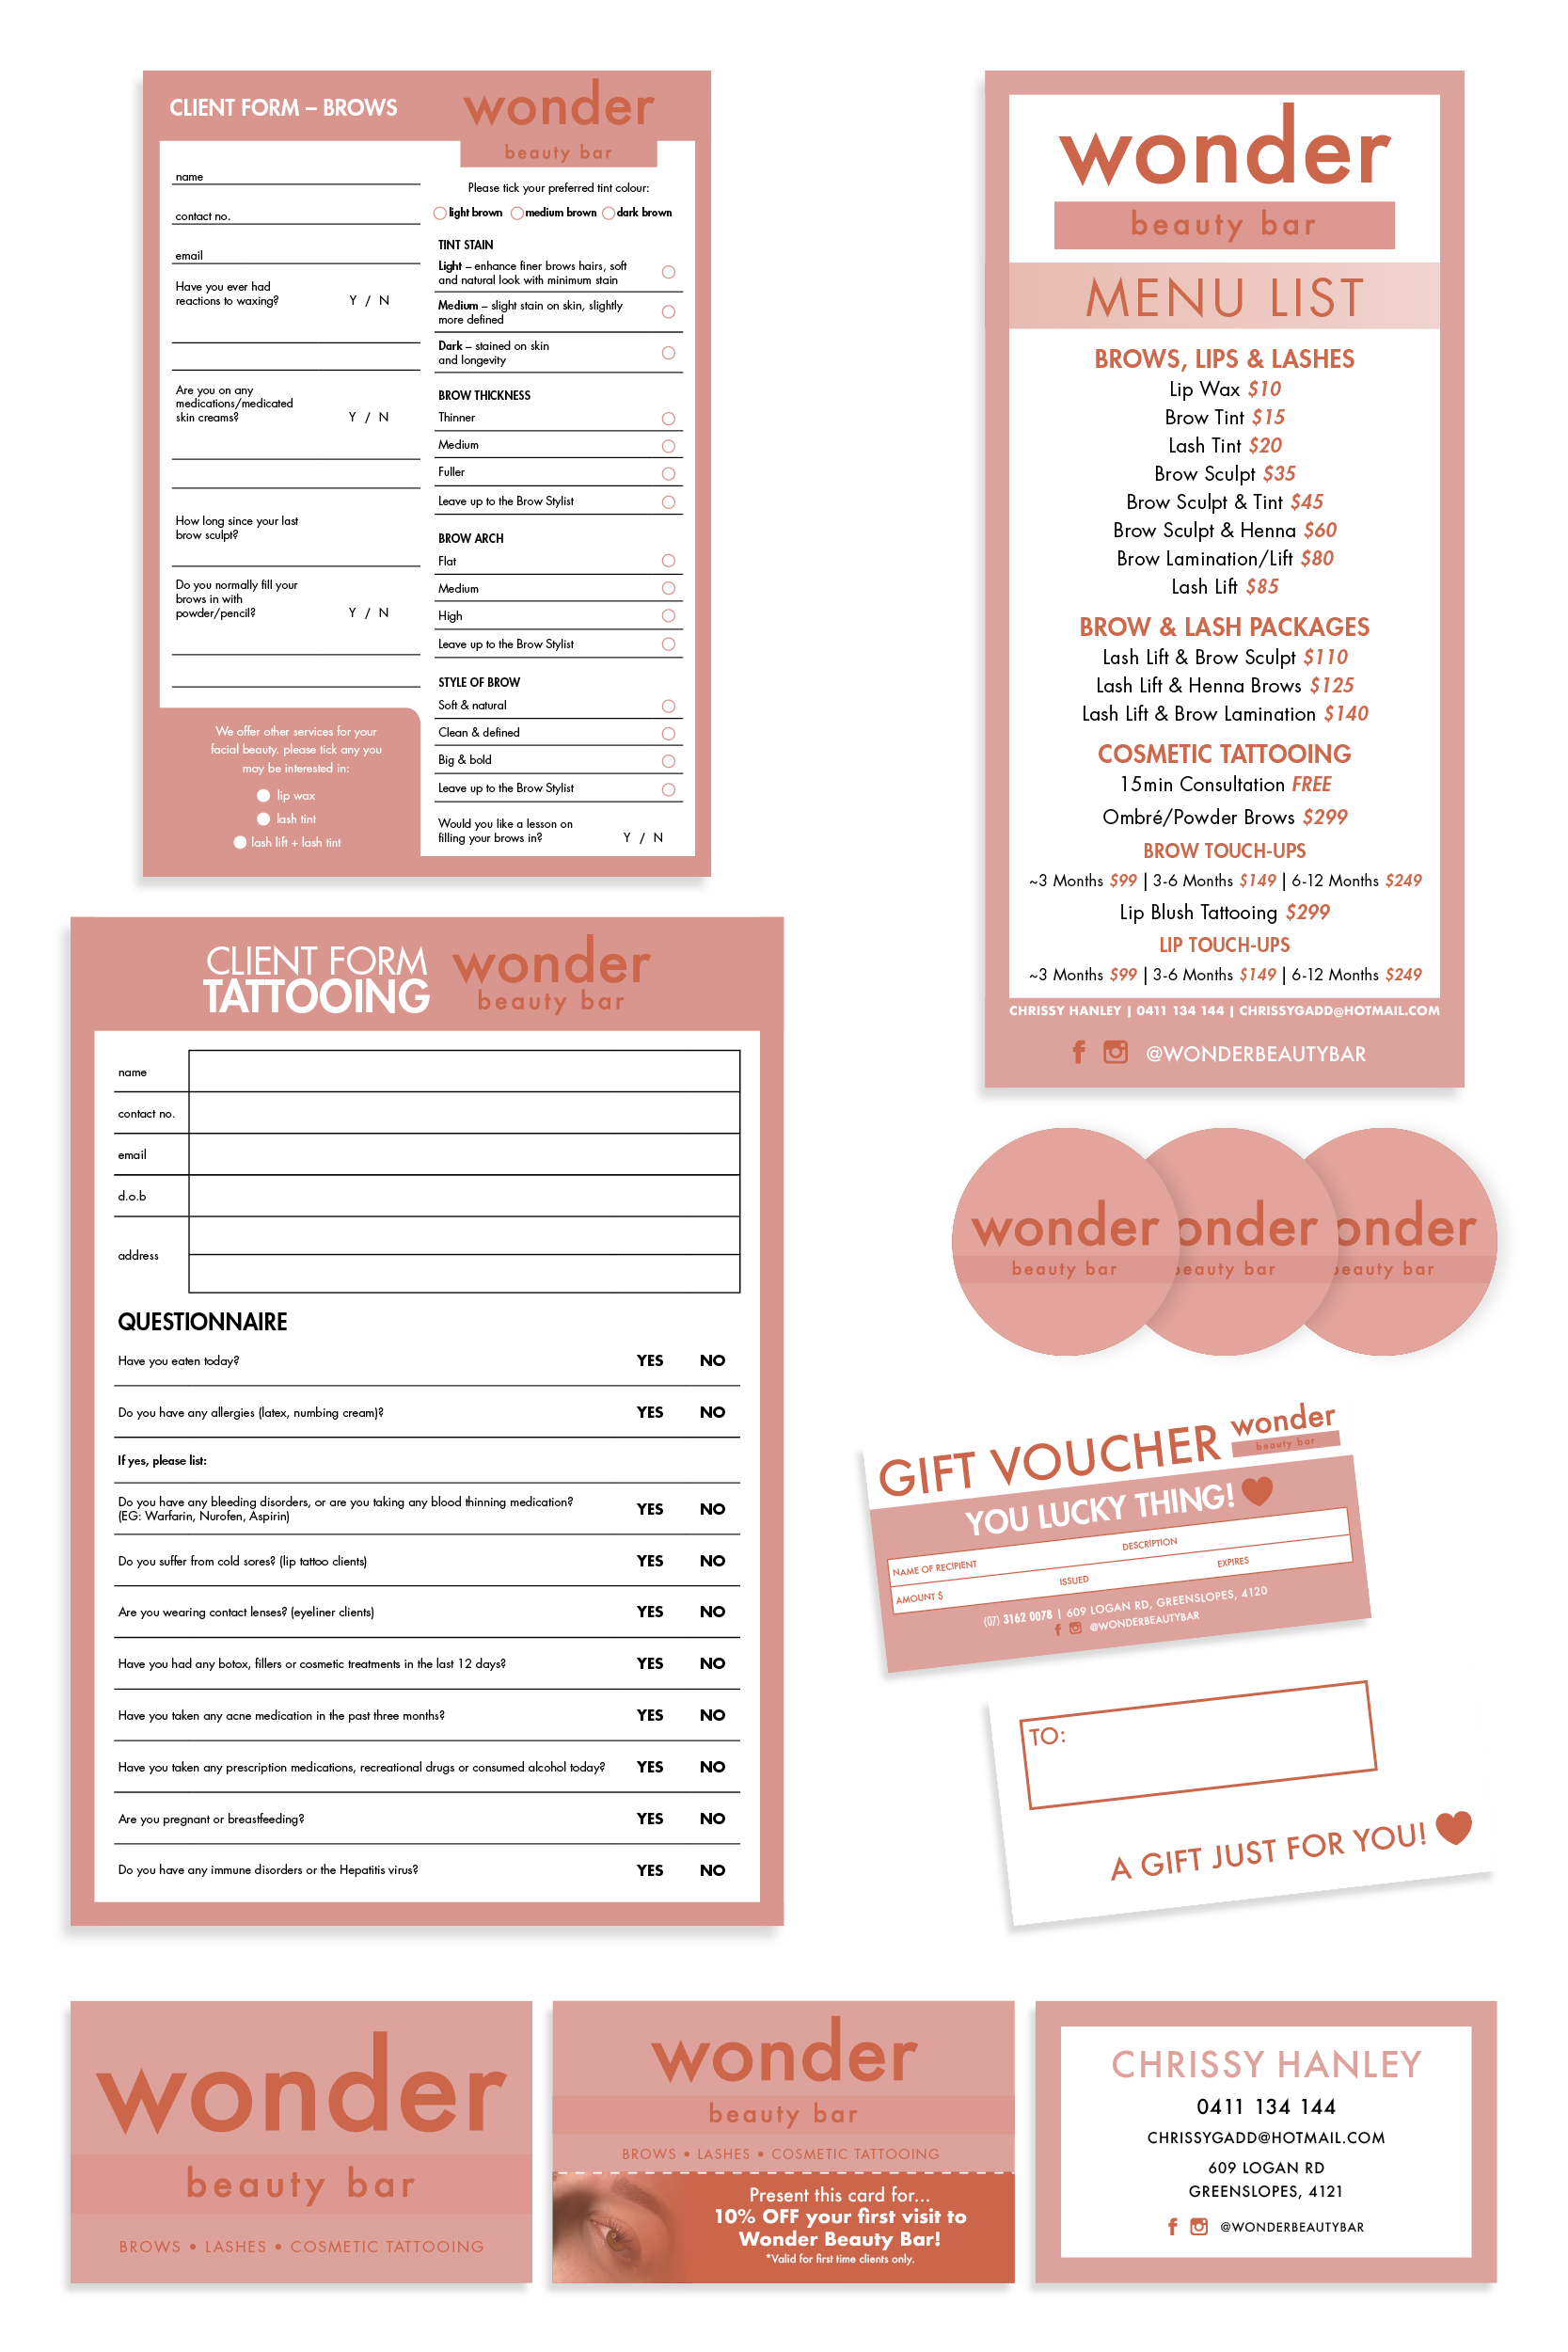 CLIENT FORM – BROWS
wonder
beauty bar
name
contact no.
email
Have you ever had
reactions to waxing? Y / N
Are you on any
medications/medicated
skin creams? Y / N
How long since your last
brow sculpt?
Do you normally fill your
brows in with
powder/pencil? Y / N
We offer other services for your
facial beauty. please tick any you
may be interested in:
lip wax
lash tint
lash lift + lash tint
Please tick your preferred tint colour:
light brown medium brown dark brown
TINT STAIN
Light – enhance finer brows hairs, soft
and natural look with minimum stain
Medium – slight stain on skin, slightly
more defined
Dark – stained on skin
and longevity
BROW THICKNESS
Thinner
Medium
Fuller
Leave up to the Brow Stylist
BROW ARCH
Flat
Medium
High
Leave up to the Brow Stylist
STYLE OF BROW
Soft & natural
Clean & defined
Big & bold
Leave up to the Brow Stylist
Would you like a lesson on
filling your brows in? Y / N
wonder
beauty bar
MENU LIST
BROWS, LIPS & LASHES
Lip Wax $10
Brow Tint $15
Lash Tint $20
Brow Sculpt $35
Brow Sculpt & Tint $45
Brow Sculpt & Henna $60
Brow Lamination/Lift $80
Lash Lift $85
BROW & LASH PACKAGES
Lash Lift & Brow Sculpt $110
Lash Lift & Henna Brows $125
Lash Lift & Brow Lamination $140
COSMETIC TATTOOING
15min Consultation FREE
Ombré/Powder Brows $299
BROW TOUCH-UPS
~3 Months $99 | 3-6 Months $149 | 6-12 Months $249
Lip Blush Tattooing $299
LIP TOUCH-UPS
~3 Months $99 | 3-6 Months $149 | 6-12 Months $249
CHRISSY HANLEY | 0411 134 144 | CHRISSYGADD@HOTMAIL.COM
@WONDERBEAUTYBAR
CLIENT FORM
TATTOOING
wonder
beauty bar
name
contact no.
email
d.o.b
address
QUESTIONNAIRE
Have you eaten today? YES NO
Do you have any allergies (latex, numbing cream)? YES NO
If yes, please list:
Do you have any bleeding disorders, or are you taking any blood thinning medication?
(EG: Warfarin, Nurofen, Aspirin) YES NO
Do you suffer from cold sores? (lip tattoo clients) YES NO
Are you wearing contact lenses? (eyeliner clients) YES NO
Have you had any botox, fillers or cosmetic treatments in the last 12 days? YES NO
Have you taken any acne medication in the past three months? YES NO
Have you taken any prescription medications, recreational drugs or consumed alcohol today? YES NO
Are you pregnant or breastfeeding? YES NO
Do you have any immune disorders or the Hepatitis virus? YES NO
wonder onder onder
beauty bar eauty bar eauty bar
GIFT VOUCHER
wonder
beauty bar
YOU LUCKY THING!
NAME OF RECIPIENT DESCRIPTION
AMOUNT $ ISSUED EXPIRES
(07) 3162 0078 | 609 LOGAN RD, GREENSLOPES, 4120
@WONDERBEAUTYBAR
TO:
A GIFT JUST FOR YOU!
wonder
beauty bar
BROWS • LASHES • COSMETIC TATTOOING
wonder
beauty bar
BROWS • LASHES • COSMETIC TATTOOING
Present this card for...
10% OFF your first visit to
Wonder Beauty Bar!
*Valid for first time clients only.
CHRISSY HANLEY
0411 134 144
CHRISSYGADD@HOTMAIL.COM
609 LOGAN RD
GREENSLOPES, 4121
@WONDERBEAUTYBAR